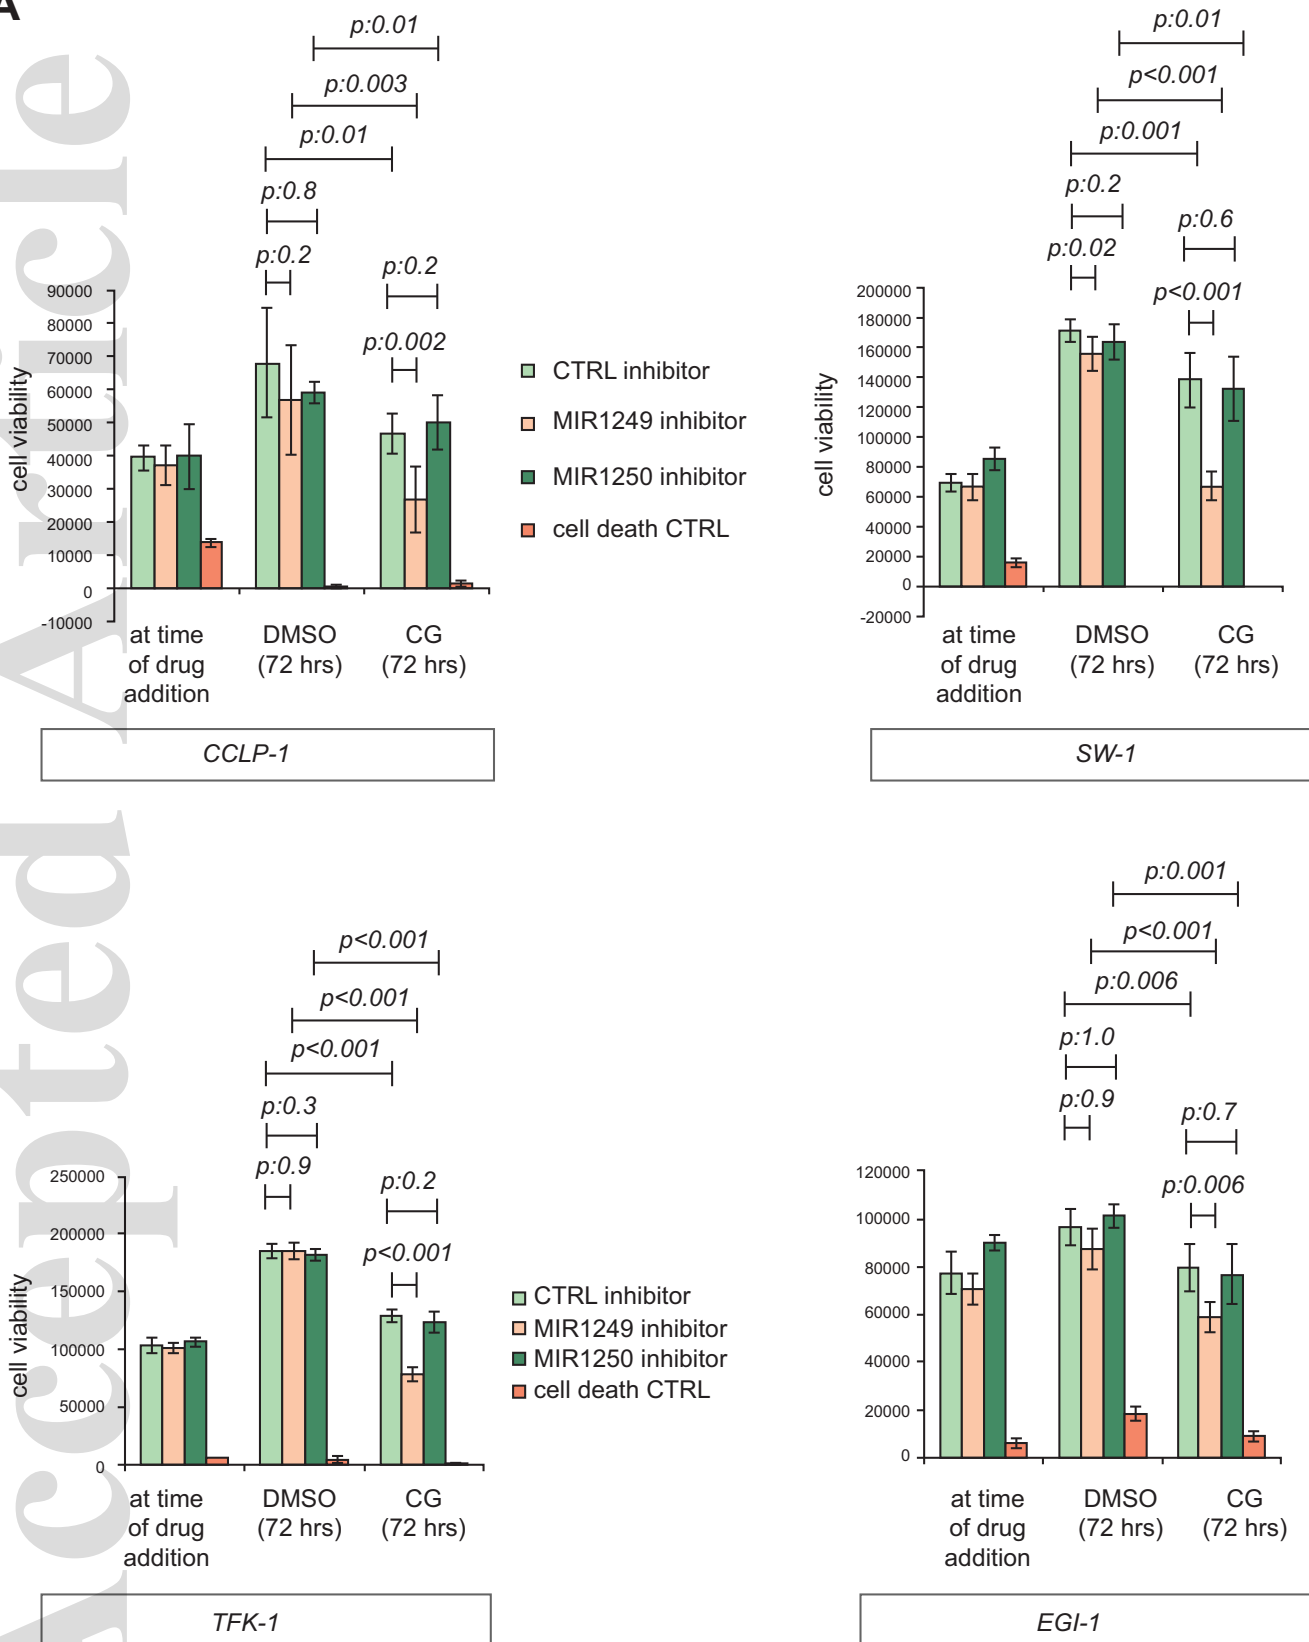 A
p:0.01
p:0.003
p:0.01
p:0.8
p:0.2
p:0.2
p:0.002
90000
80000
70000
60000
50000
40000
30000
20000
10000
0
-10000
cell viability
at time
of drug
addition
DMSO
(72 hrs)
CG
(72 hrs)
CCLP-1
CTRL inhibitor
MIR1249 inhibitor
MIR1250 inhibitor
cell death CTRL
p:0.01
p<0.001
p:0.001
p:0.2
p:0.02
p:0.6
p<0.001
200000
180000
160000
140000
120000
100000
80000
60000
40000
20000
0
-20000
cell viability
at time
of drug
addition
DMSO
(72 hrs)
CG
(72 hrs)
SW-1
p<0.001
p<0.001
p<0.001
p:0.3
p:0.9
p:0.2
p<0.001
250000
200000
150000
100000
50000
0
cell viability
at time
of drug
addition
DMSO
(72 hrs)
CG
(72 hrs)
TFK-1
CTRL inhibitor
MIR1249 inhibitor
MIR1250 inhibitor
cell death CTRL
p:0.001
p<0.001
p:0.006
p:1.0
p:0.9
p:0.7
p:0.006
120000
100000
80000
60000
40000
20000
0
at time
of drug
addition
DMSO
(72 hrs)
CG
(72 hrs)
EGI-1
Accepted Article